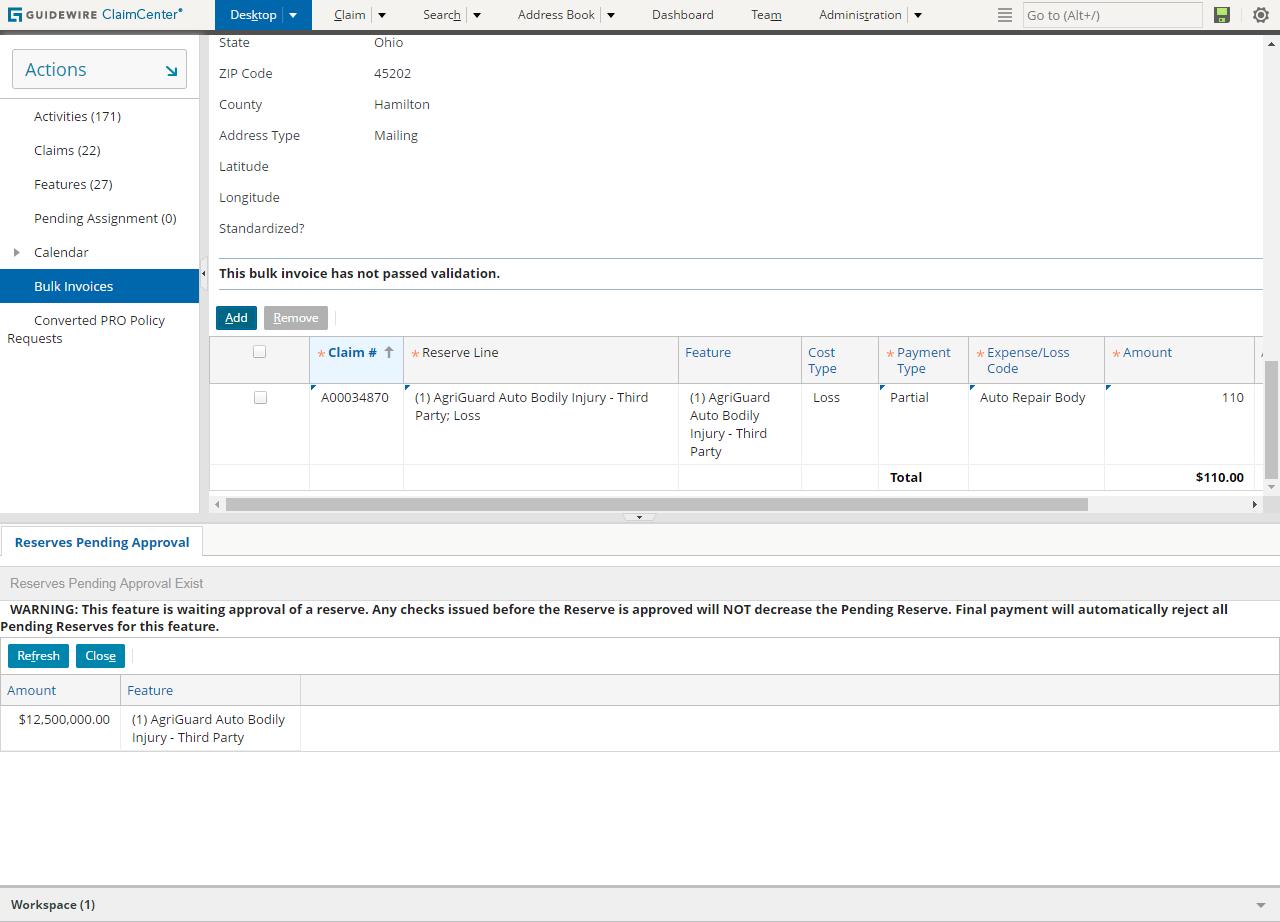 GUIDEWIRE ClaimCenter®
Desktop
Claim
Search
Address Book
Dashboard
Team
Administration
Go to (Alt+/)
Actions
Activities (171)
Claims (22)
Features (27)
Pending Assignment (0)
Calendar
Bulk Invoices
Converted PRO Policy
Requests
State Ohio
ZIP Code 45202
County Hamilton
Address Type Mailing
Latitude
Longitude
Standardized?
This bulk invoice has not passed validation.
Add Remove
* Claim # * Reserve Line Feature Cost * Payment * Expense/Loss * Amount
Type Type Code
A00034870 (1) AgriGuard Auto Bodily Injury - Third (1) AgriGuard Loss Partial Auto Repair Body 110
Party; Loss Auto Bodily
Injury - Third
Party
Total $110.00
Reserves Pending Approval
Reserves Pending Approval Exist
WARNING: This feature is waiting approval of a reserve. Any checks issued before the Reserve is approved will NOT decrease the Pending Reserve. Final payment will automatically reject all
Pending Reserves for this feature.
Refresh Close
Amount Feature
$12,500,000.00 (1) AgriGuard Auto Bodily
Injury - Third Party
Workspace (1)